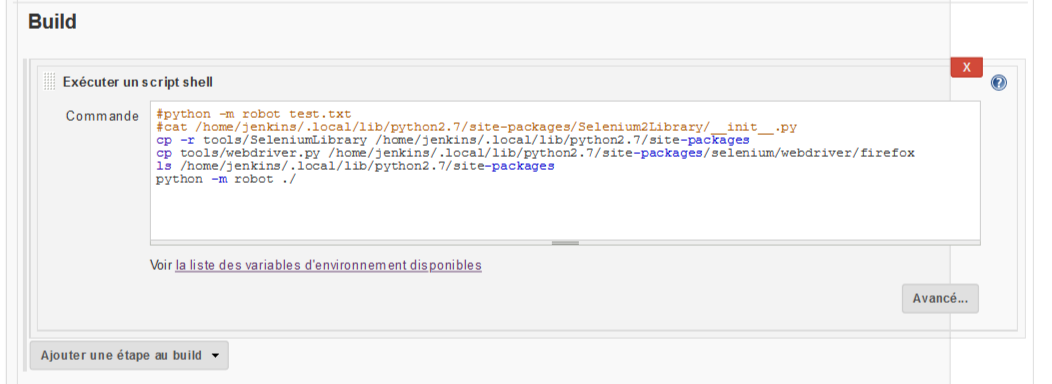 Build
X
Exécuter un script shell
Commande
#python -m robot test.txt
#cat /home/jenkins/.local/lib/python2.7/site-packages/Selenium2Library/__init__.py
cp -r tools/SeleniumLibrary /home/jenkins/.local/lib/python2.7/site-packages
cp tools/webdriver.py /home/jenkins/.local/lib/python2.7/site-packages/selenium/webdriver/firefox
ls /home/jenkins/.local/lib/python2.7/site-packages
python -m robot ./
Voir la liste des variables d'environnement disponibles
Avancé...
Ajouter une étape au build